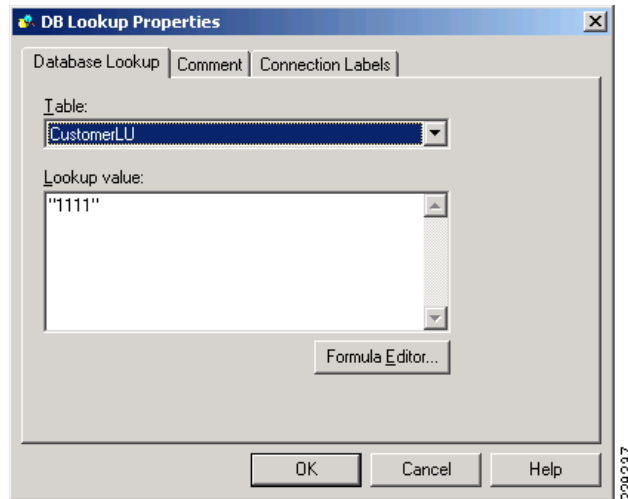 DB Lookup Properties
Database Lookup Comment Connection Labels
Table:
CustomerLU
Lookup value:
"1111"
Formula Editor...
OK Cancel Help